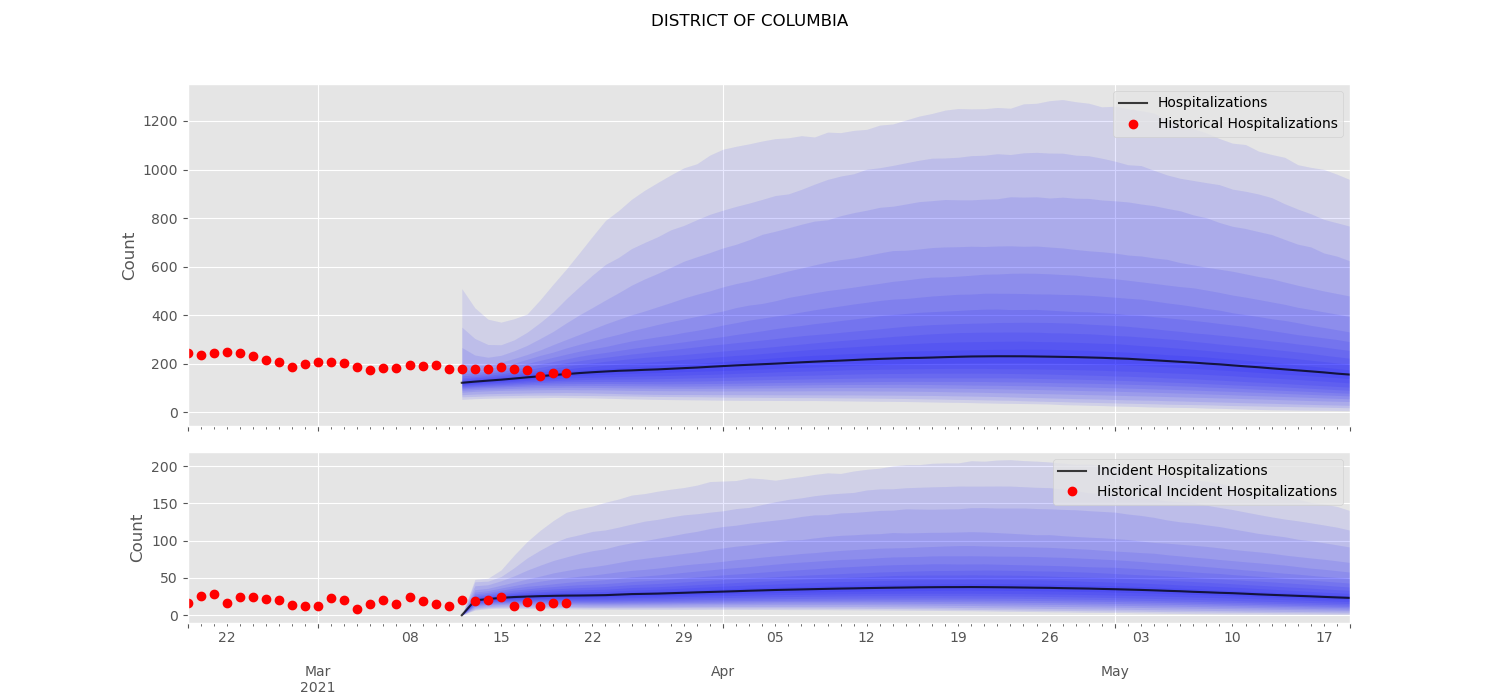 DISTRICT OF COLUMBIA
Hospitalizations
Historical Hospitalizations
1200
1000
800
600
400
200
0
Count
Incident Hospitalizations
Historical Incident Hospitalizations
200
150
100
50
0
Count
22 08 15 22 29 05 12 19 26 03 10 17
Mar Apr May
2021